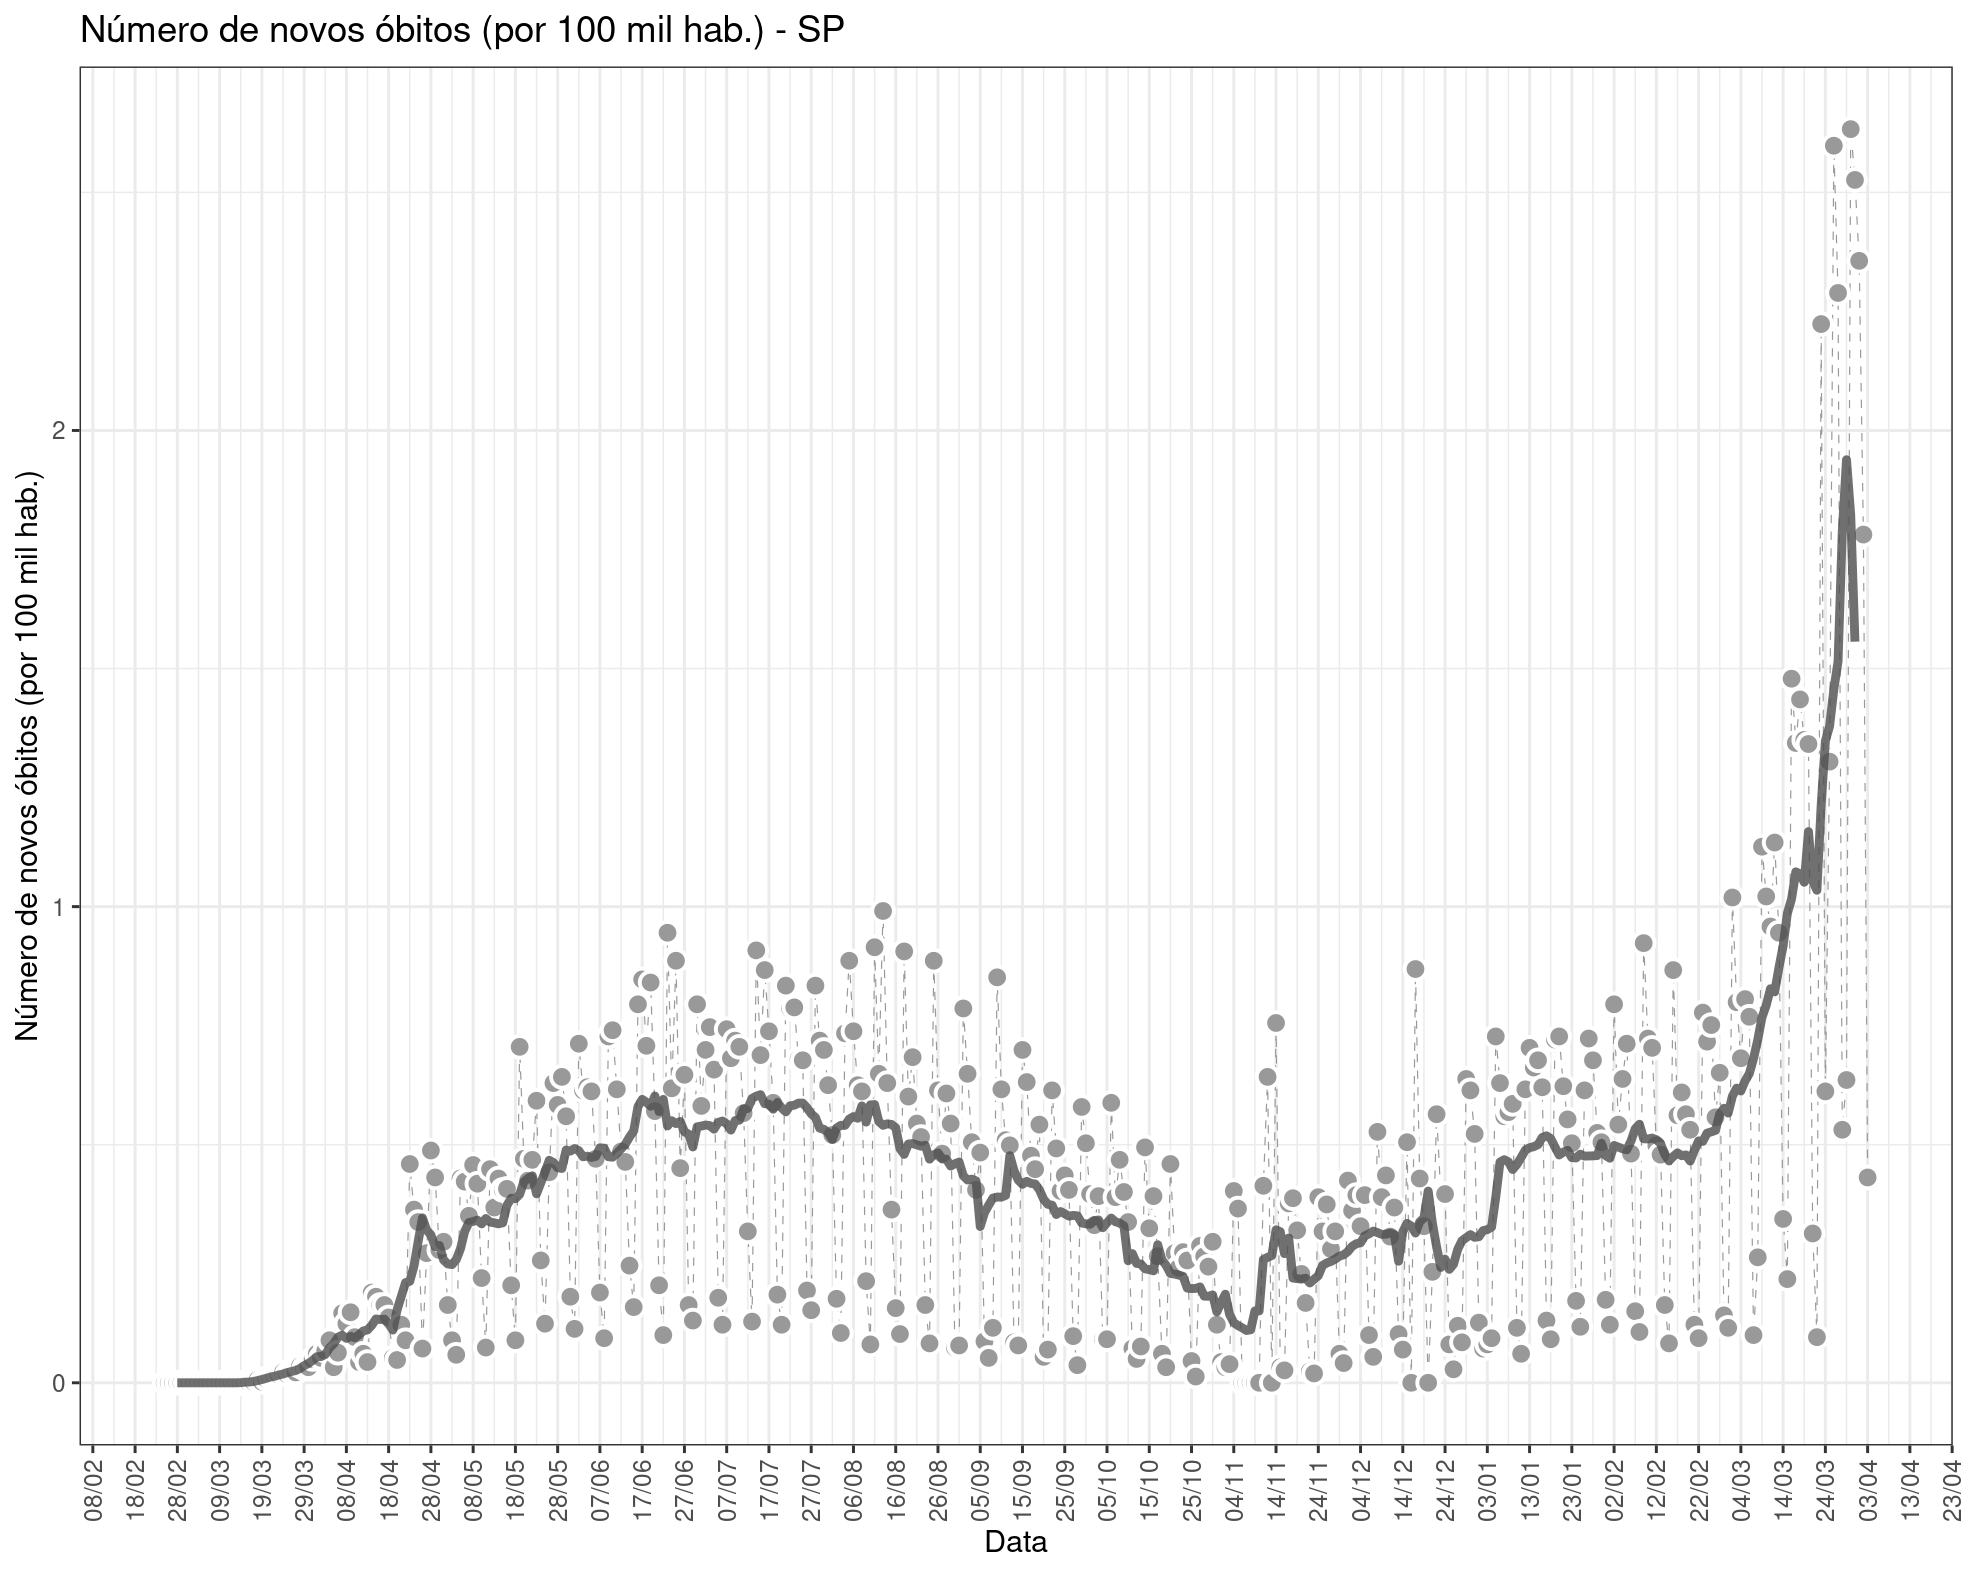 Número de novos óbitos (por 100 mil hab.) - SP
Número de novos óbitos (por 100 mil hab.)
2
1
0
08/02 18/02 28/02 09/03 19/03 29/03 08/04 18/04 28/04 08/05 18/05 28/05 07/06 17/06 27/06 07/07 17/07 27/07 06/08 16/08 26/08 05/09 15/09 25/09 05/10 15/10 25/10 04/11 14/11 24/11 04/12 14/12 24/12 03/01 13/01 23/01 02/02 12/02 22/02 04/03 14/03 24/03 03/04 13/04 23/04
Data